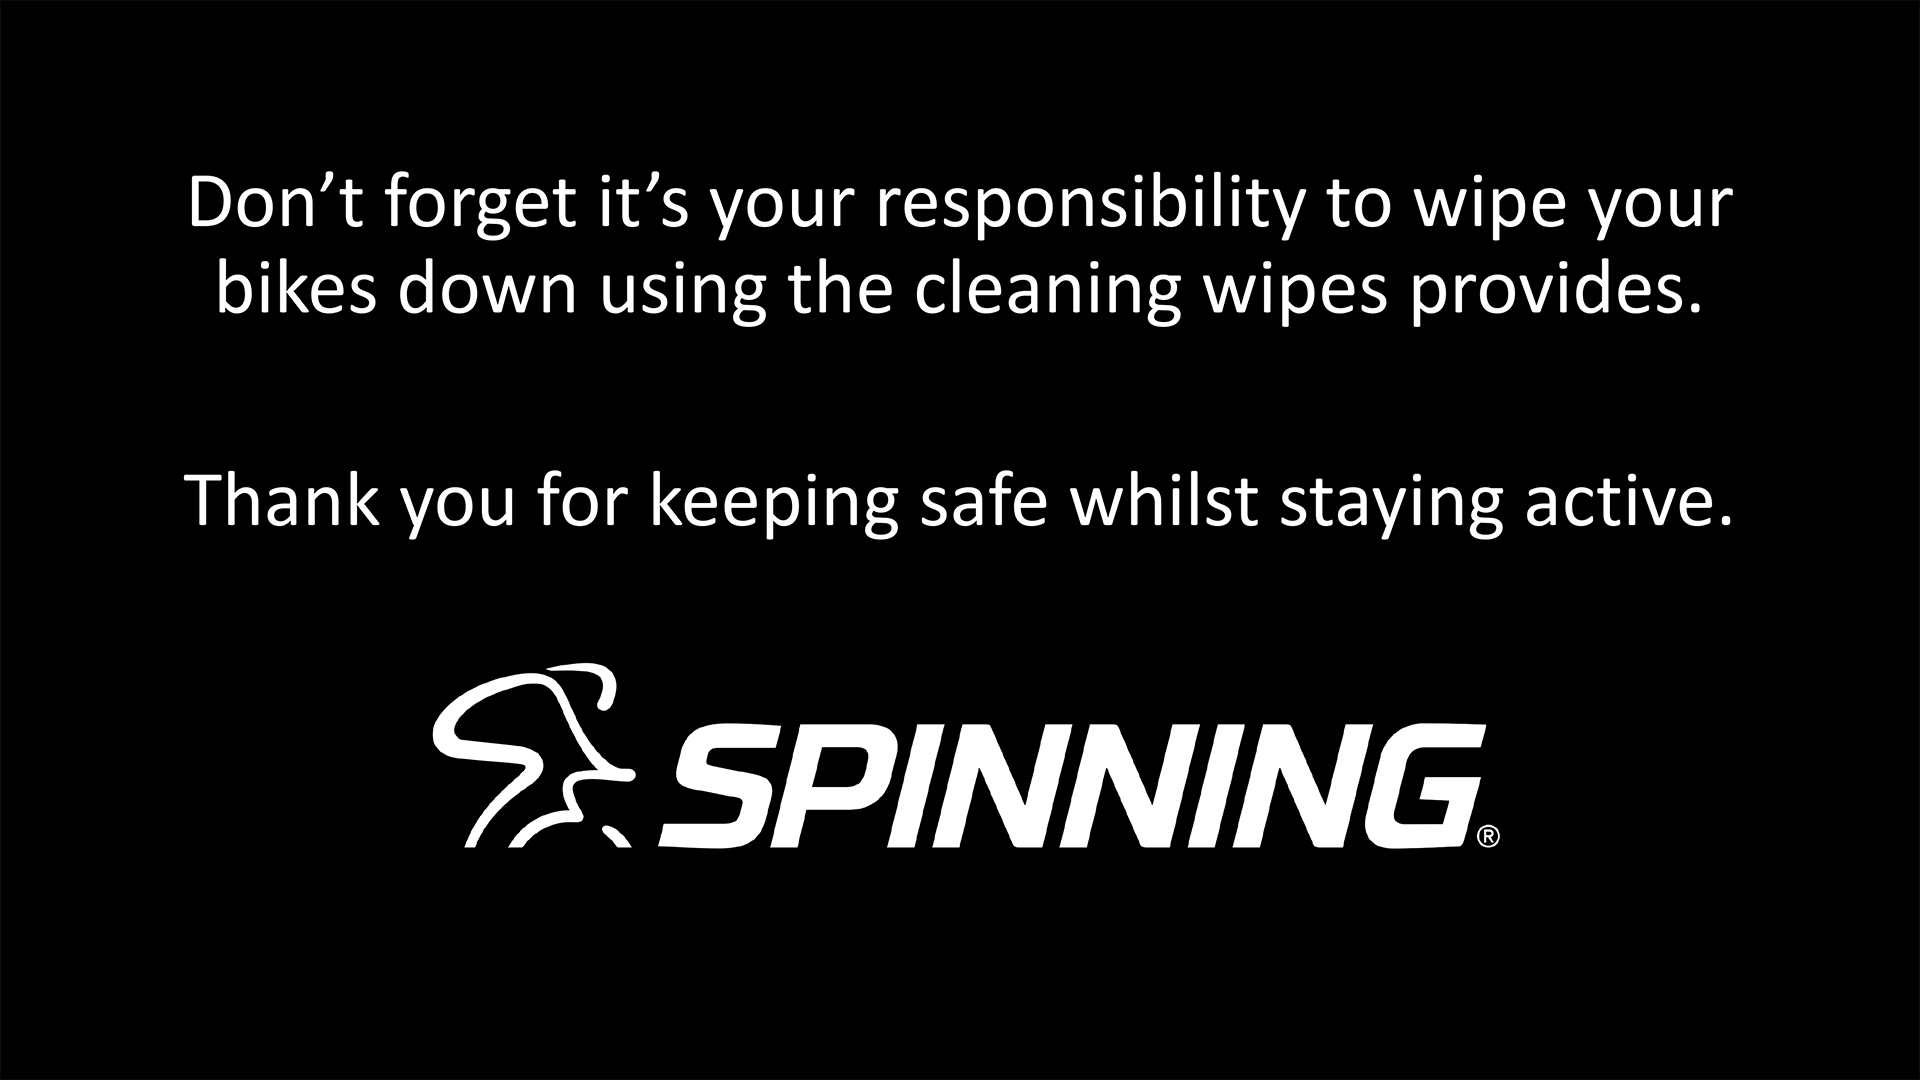 Don’t forget it’s your responsibility to wipe your
bikes down using the cleaning wipes provides.
Thank you for keeping safe whilst staying active.
SPINNING®